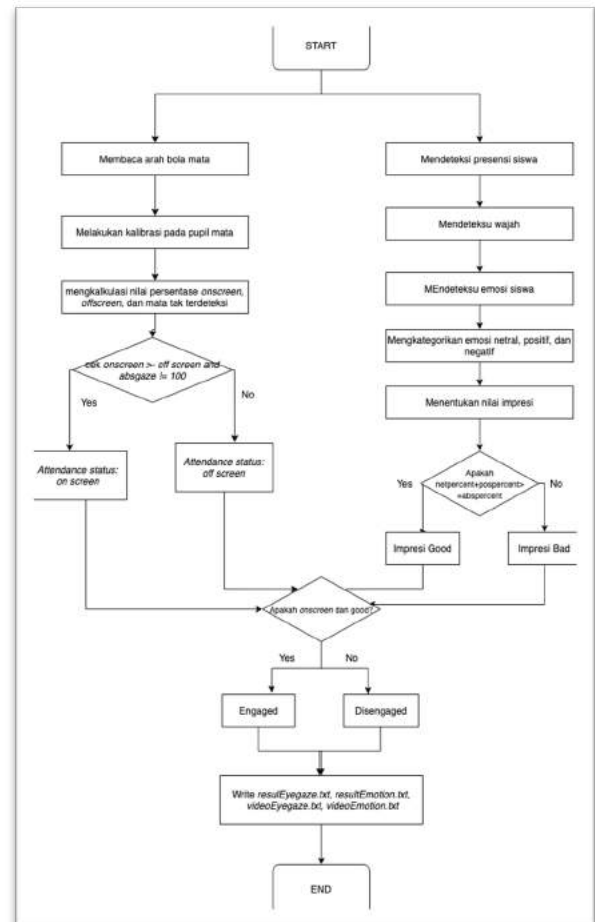 START
Membaca arah bola mata
Melakukan kalibrasi pada pupil mata
mengkalkulasi nilai persentase onscreen,
offscreen, dan mata tak terdeteksi
cek onscreen >- off screen and
absgaze != 100
Yes
No
Attendance status:
on screen
Attendance status:
off screen
Mendeteksi presensi siswa
Mendeteksu wajah
MEndeteksu emosi siswa
Mengkategorikan emosi netral, positif, dan
negatif
Menentukan nilai impresi
Apakah
netpercent+pospercent>
=abspercent
Yes
No
Impresi Good
Impresi Bad
Apakah onscreen dan good?
Yes
No
Engaged
Disengaged
Write resulEyegaze.txt, resultEmotion.txt,
videoEyegaze.txt, videoEmotion.txt
END